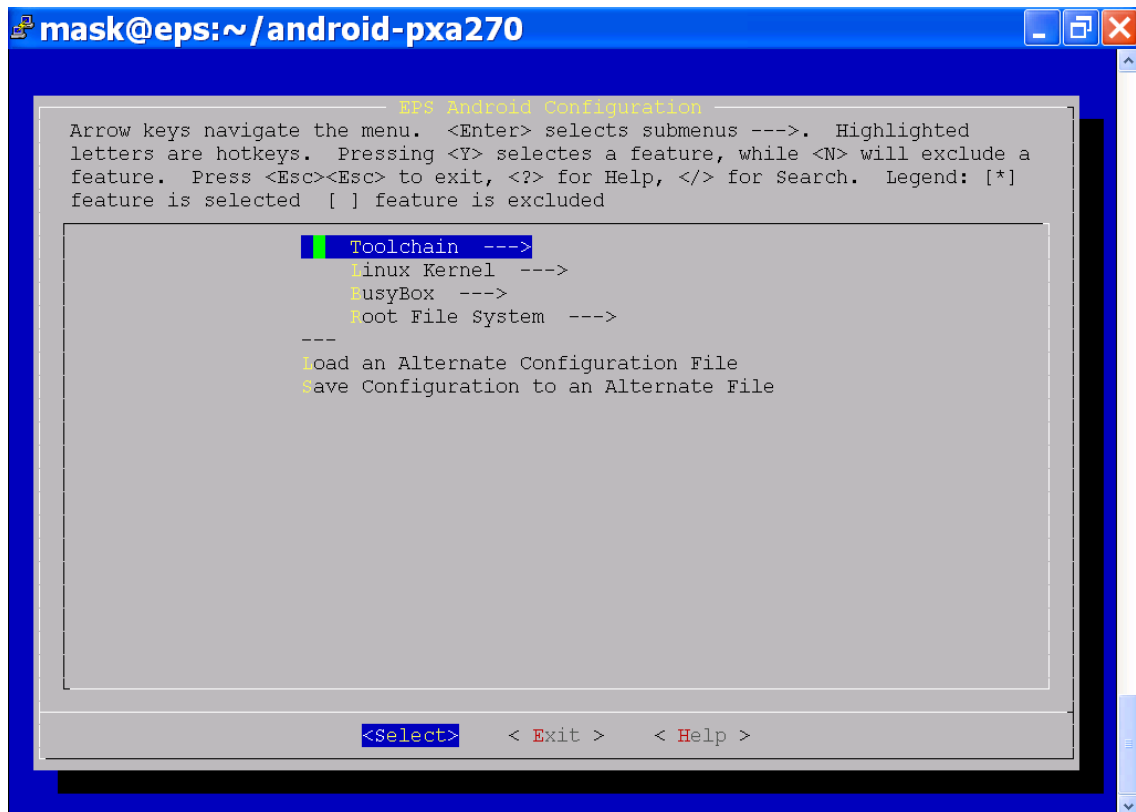 mask@eps:~/android-pxa270
EPS Android Configuration
Arrow keys navigate the menu.  <Enter> selects submenus --->.  Highlighted
letters are hotkeys.  Pressing <Y> selectes a feature, while <N> will exclude a
feature.  Press <Esc><Esc> to exit, <?> for Help, </> for Search.  Legend: [*]
feature is selected  [ ] feature is excluded
Toolchain  --->
Linux Kernel  --->
BusyBox  --->
Root File System  --->
---
Load an Alternate Configuration File
Save Configuration to an Alternate File
<Select>    < Exit >    < Help >